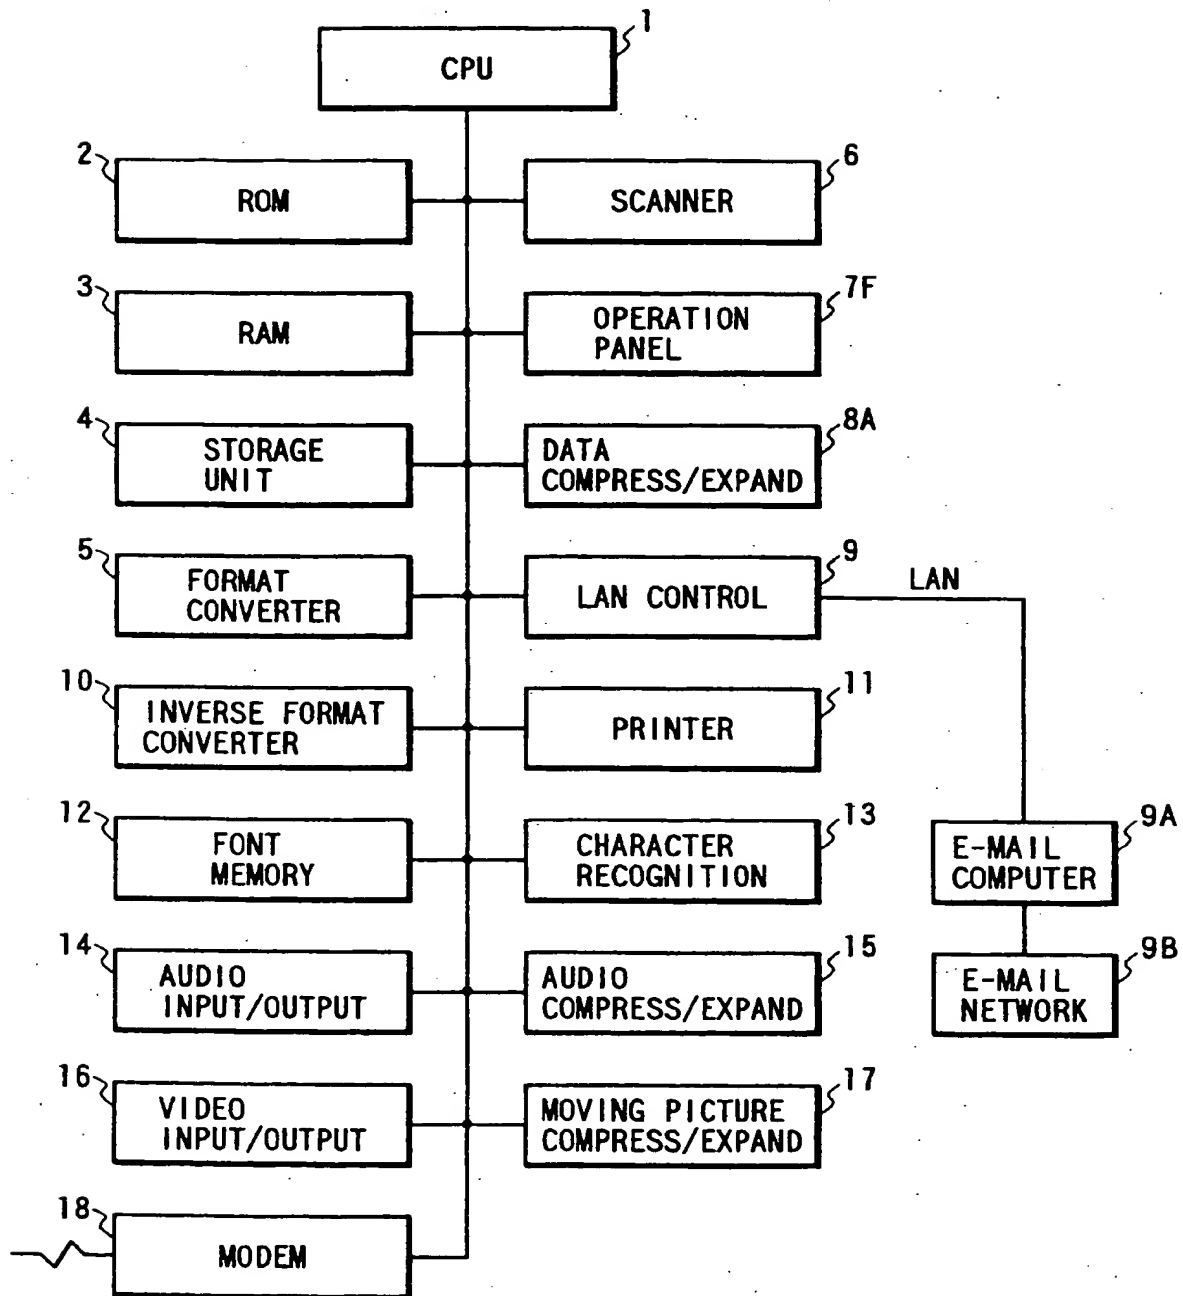 1
CPU
2
ROM
6
SCANNER
3
RAM
7F
OPERATION
PANEL
4
STORAGE
UNIT
8A
DATA
COMPRESS/EXPAND
5
FORMAT
CONVERTER
9
LAN CONTROL
LAN
10
INVERSE FORMAT
CONVERTER
11
PRINTER
12
FONT
MEMORY
13
CHARACTER
RECOGNITION
9A
E-MAIL
COMPUTER
14
AUDIO
INPUT/OUTPUT
15
AUDIO
COMPRESS/EXPAND
9B
E-MAIL
NETWORK
16
VIDEO
INPUT/OUTPUT
17
MOVING PICTURE
COMPRESS/EXPAND
18
MODEM